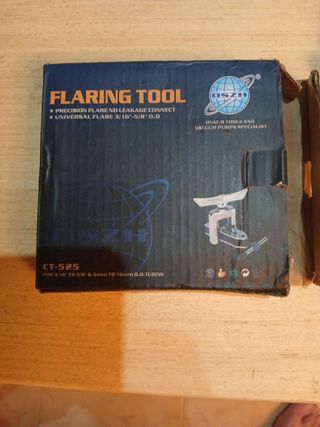 DSZH
FLARING TOOL
• PRECISION FLARE NO LEAKAGE CONNECT
• UNIVERSAL FLARE 3/16"-5/8" O.D
HVAC/R TOOLS AND
VACUUM PUMPS SPECIALIST
DSZH
CT-525
FOR 3/16" TO 5/8" & 5mm TO 16mm O.D.TUBING